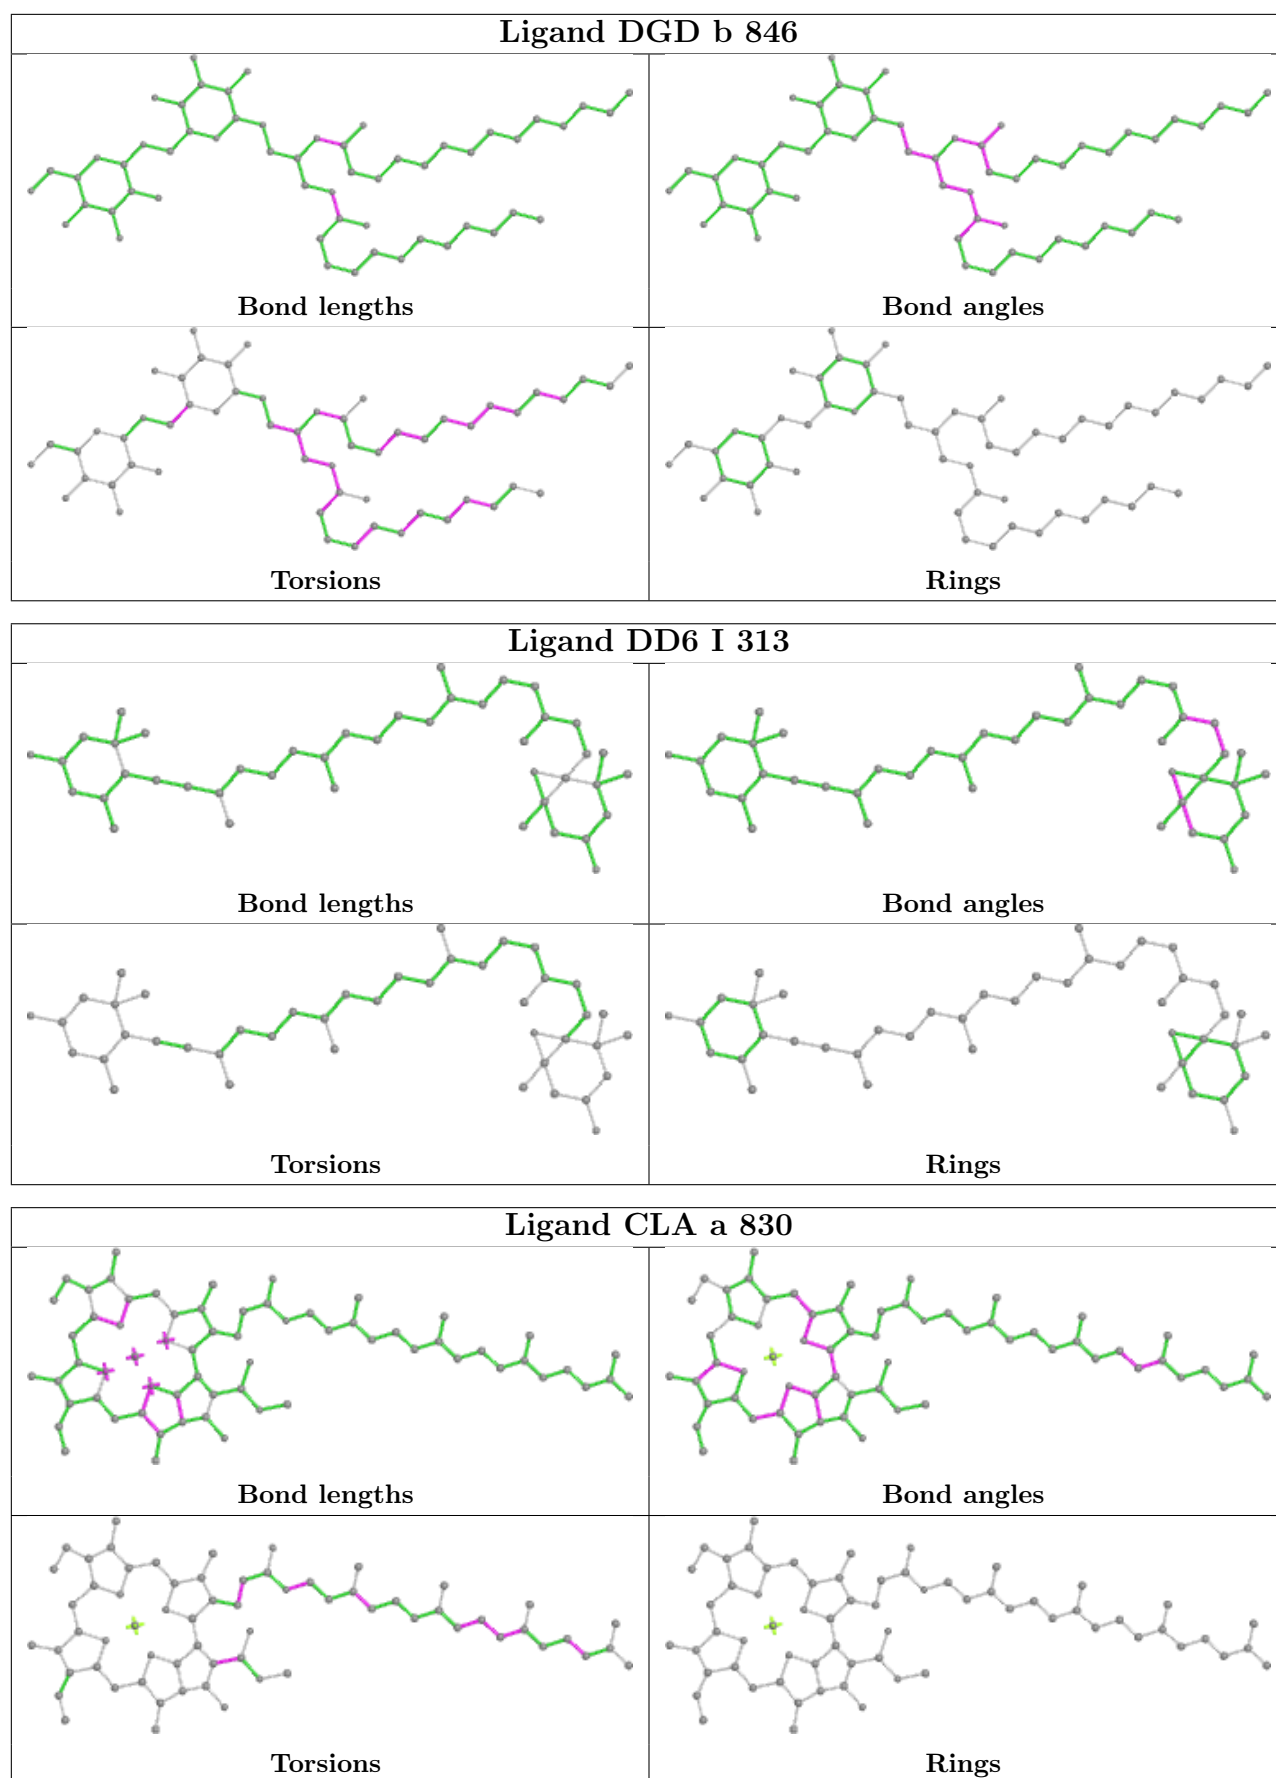 Ligand DGD b 846
Bond lengths
Bond angles
Torsions
Rings
Ligand DD6 I 313
Bond lengths
Bond angles
Torsions
Rings
Ligand CLA a 830
Bond lengths
Bond angles
Torsions
Rings